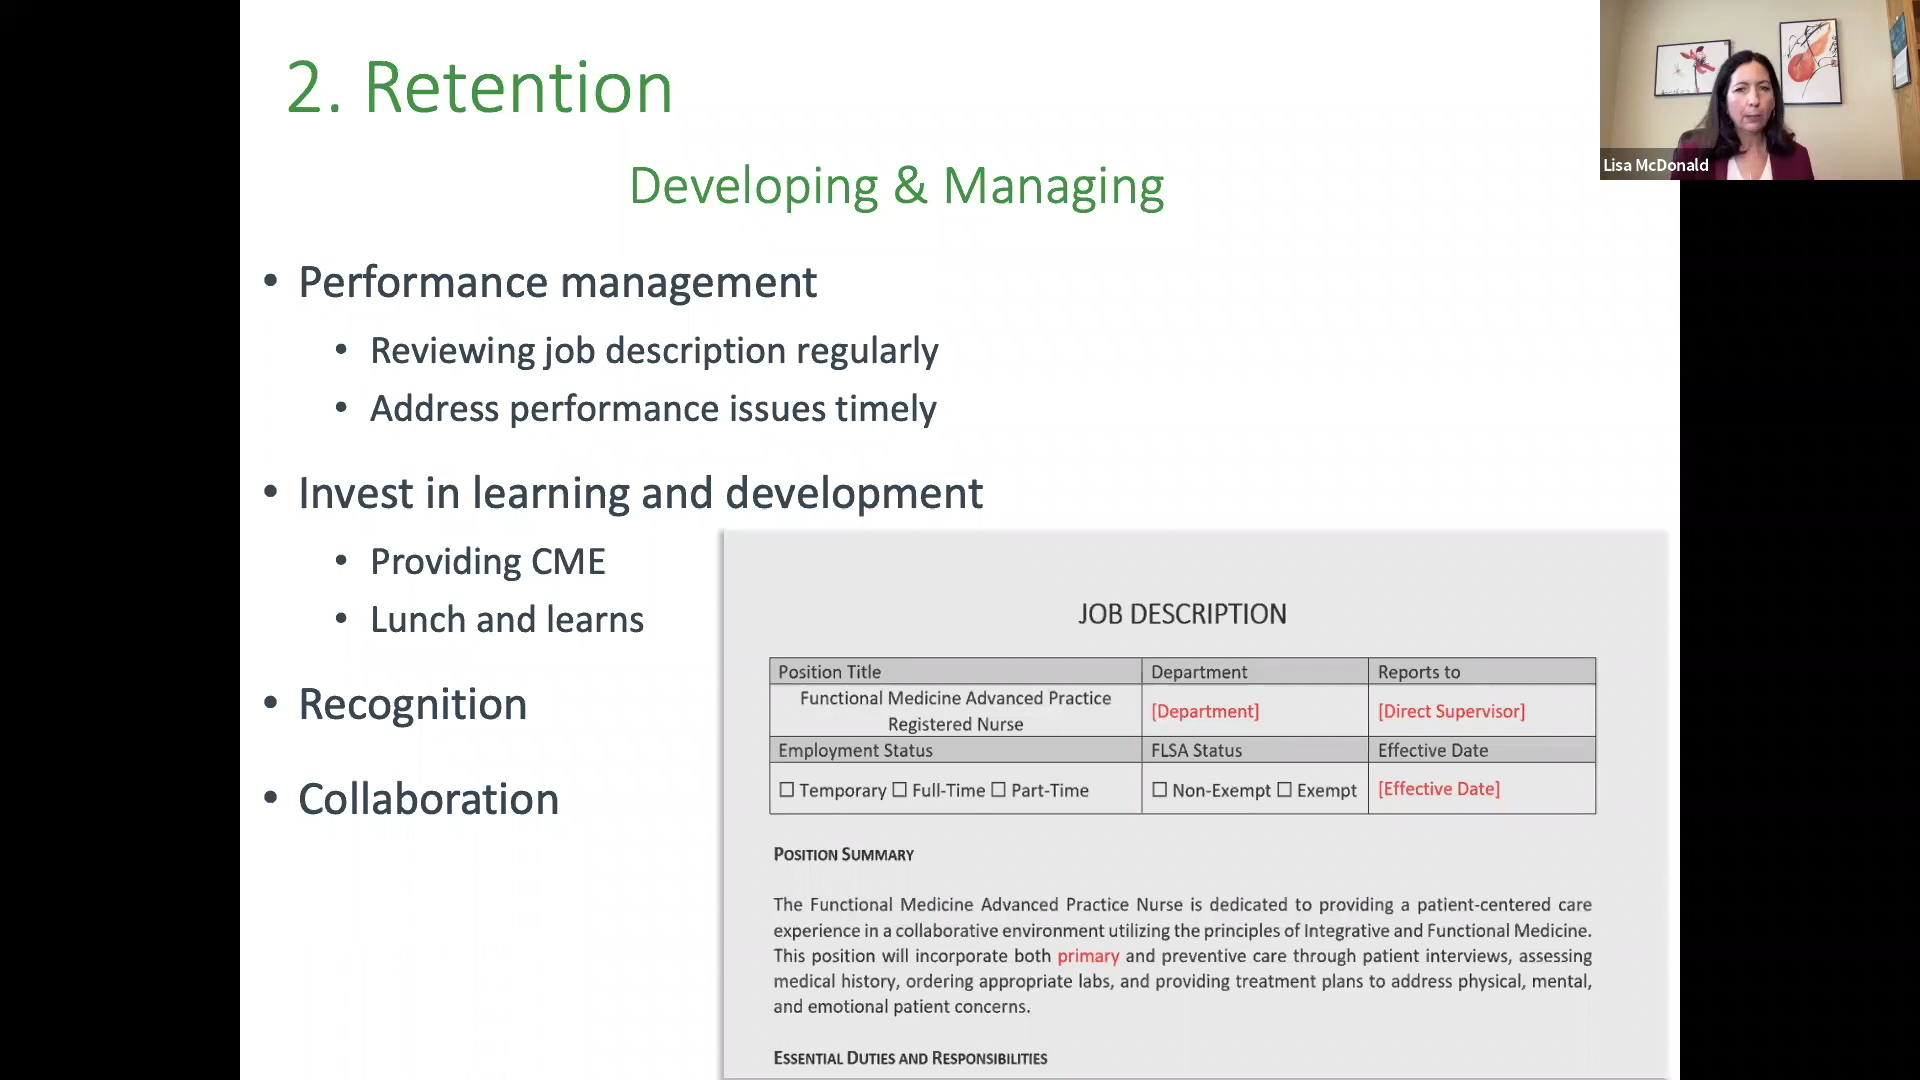 2. Retention
Developing & Managing
• Performance management
• Reviewing job description regularly
• Address performance issues timely
• Invest in learning and development
• Providing CME
• Lunch and learns
• Recognition
• Collaboration
JOB DESCRIPTION
Position Title Department Reports to
Functional Medicine Advanced Practice
Registered Nurse [Department] [Direct Supervisor]
Employment Status FLSA Status Effective Date
☐ Temporary ☐ Full-Time ☐ Part-Time ☐ Non-Exempt ☐ Exempt [Effective Date]
POSITION SUMMARY
The Functional Medicine Advanced Practice Nurse is dedicated to providing a patient-centered care
experience in a collaborative environment utilizing the principles of Integrative and Functional Medicine.
This position will incorporate both primary and preventive care through patient interviews, assessing
medical history, ordering appropriate labs, and providing treatment plans to address physical, mental,
and emotional patient concerns.
ESSENTIAL DUTIES AND RESPONSIBILITIES
Lisa McDonald